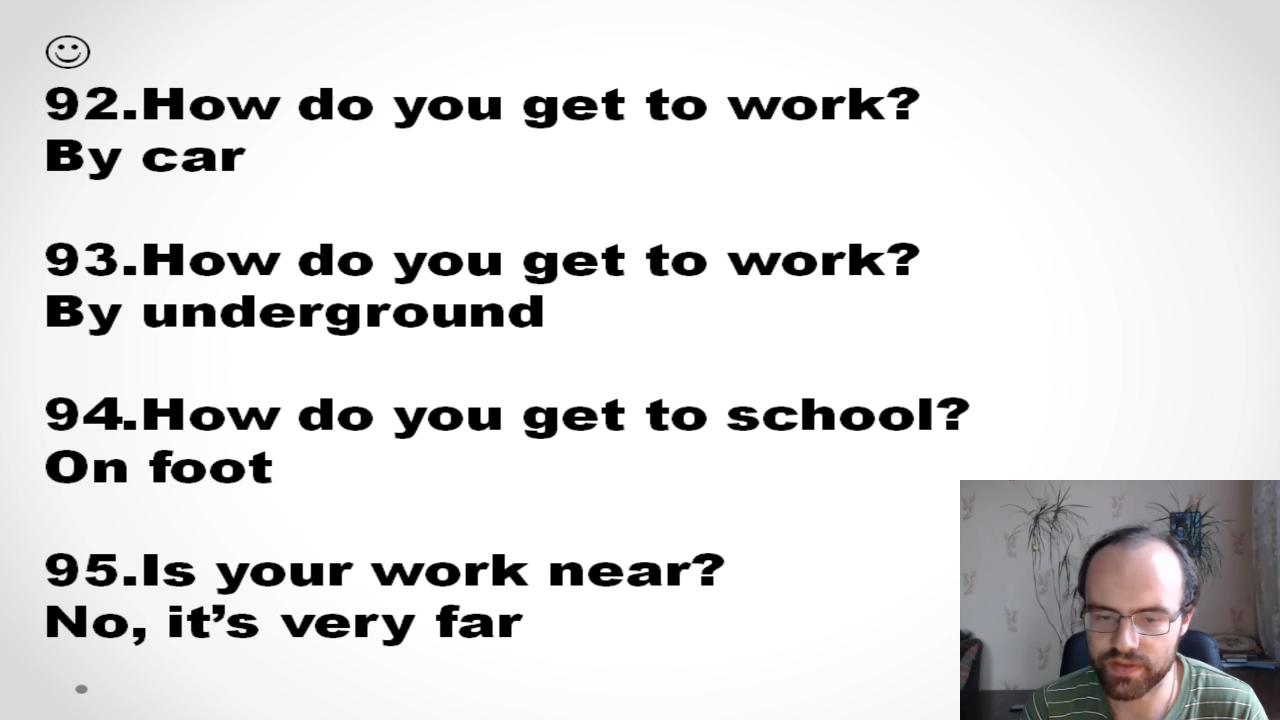 92.How do you get to work?
By car
93.How do you get to work?
By underground
94.How do you get to school?
On foot
95.Is your work near?
No, it’s very far